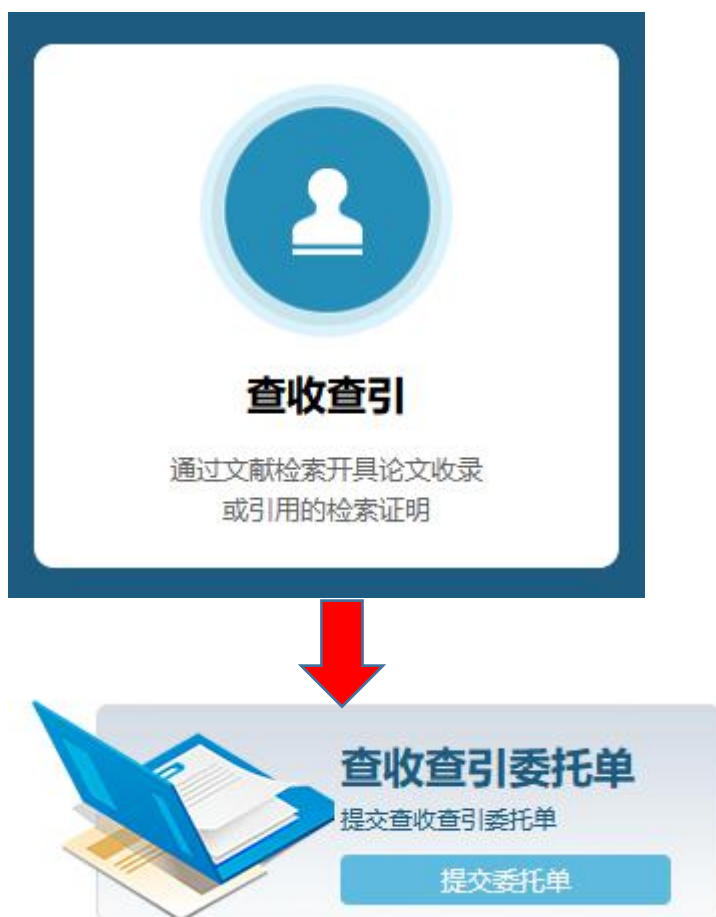 查收查引
通过文献检索开具论文收录
或引用的检索证明
查收查引委托单
提交查收查引委托单
提交委托单